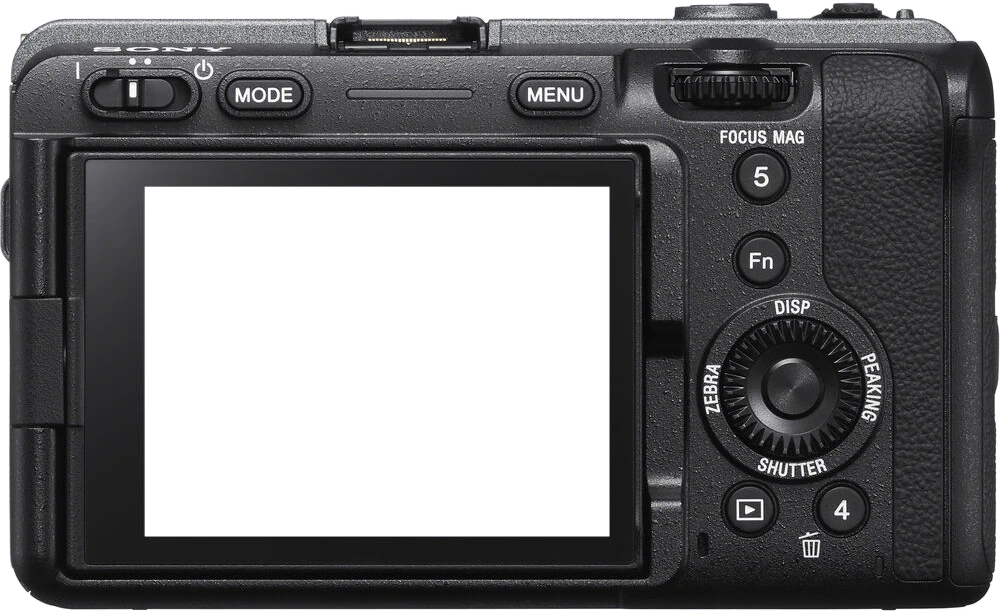 SONY
I
MODE
MENU
FOCUS MAG
5
Fn
DISP
ZEBRA
PEAKING
SHUTTER
4